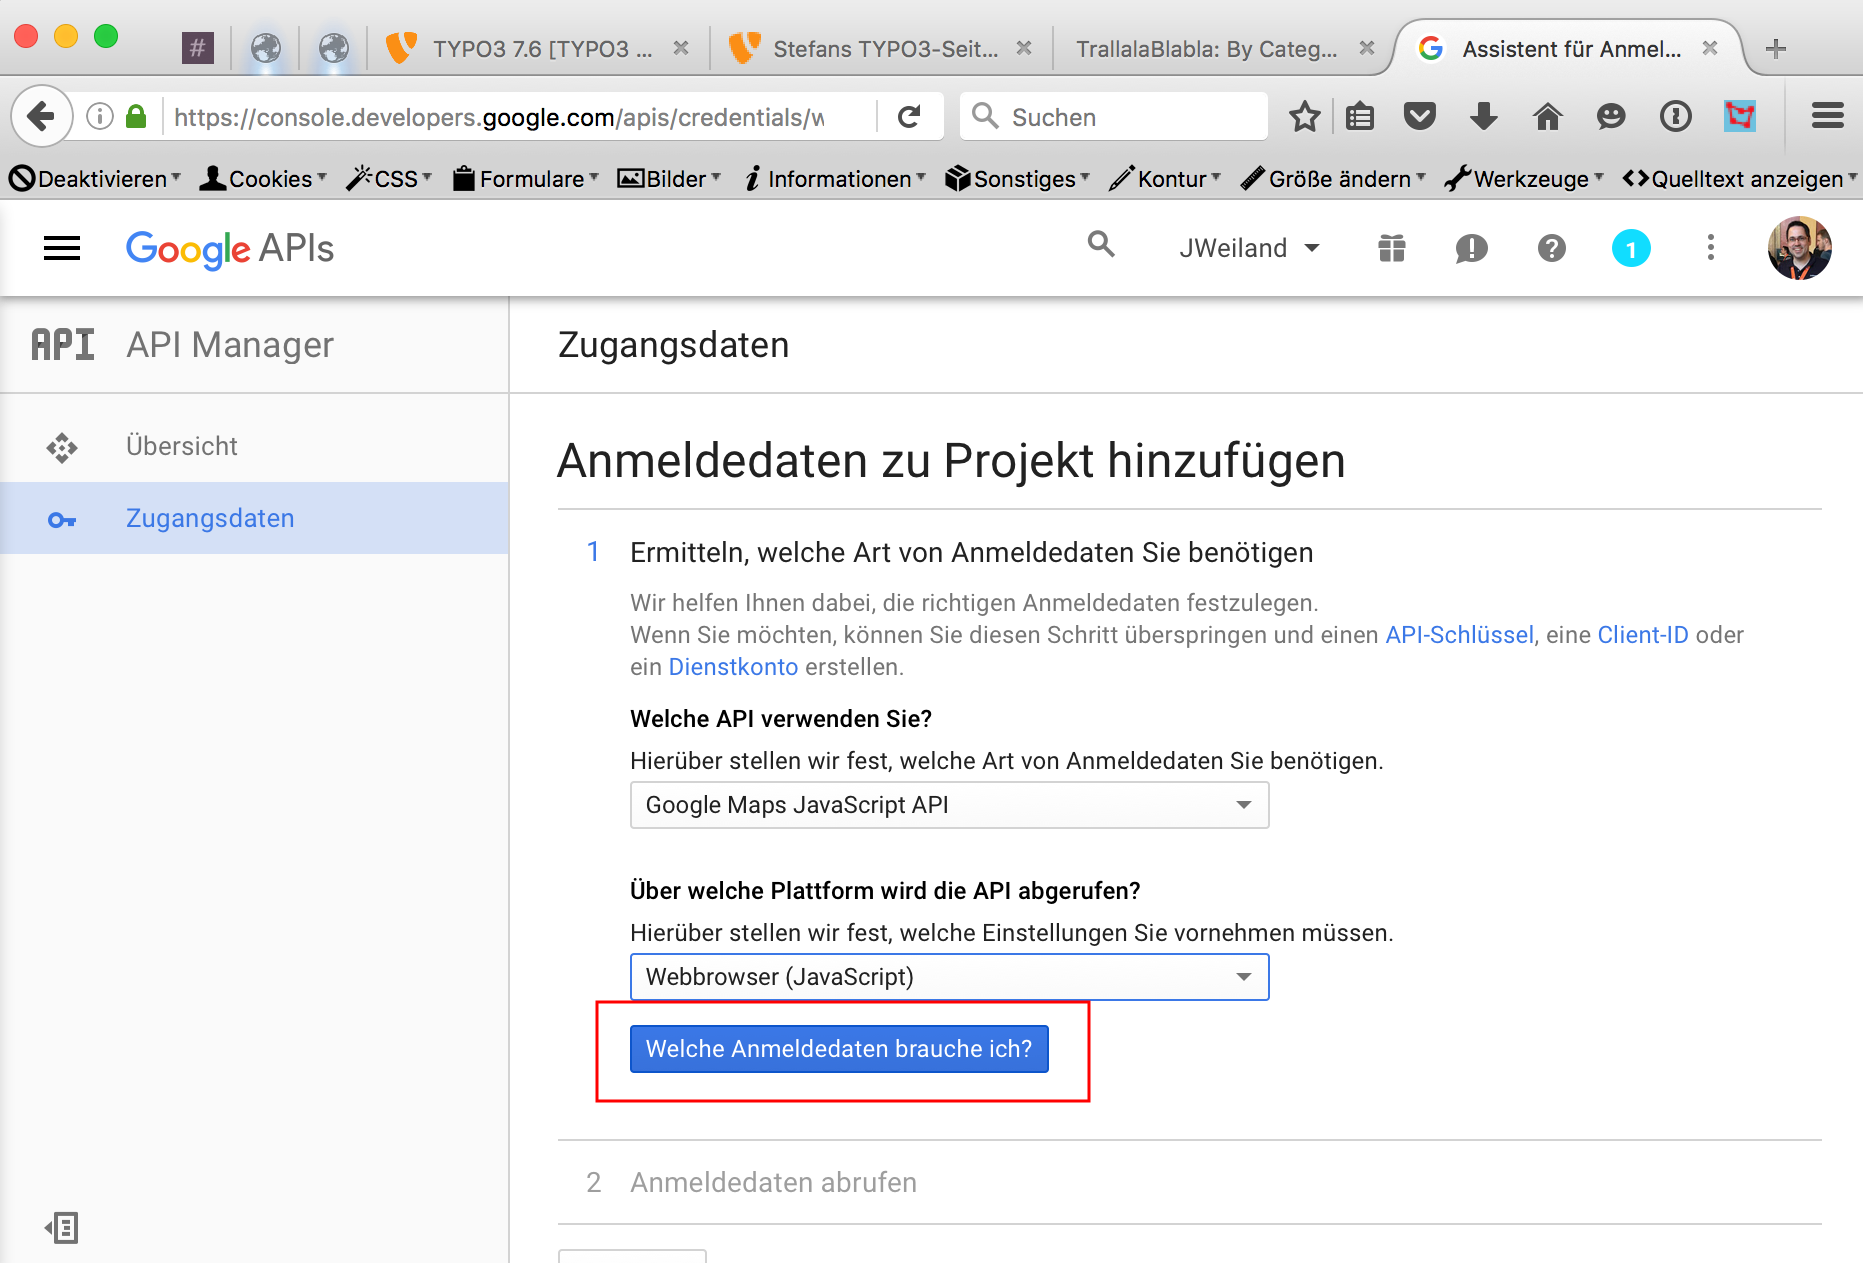 #
TYPO3 7.6 [TYPO3 ...
Stefans TYPO3-Seit...
TrallalaBlabla: By Categ...
Assistent für Anmel...
https://console.developers.google.com/apis/credentials/w
Suchen
Deaktivieren
Cookies
CSS
Formulare
Bilder
Informationen
Sonstiges
Kontur
Größe ändern
Werkzeuge
Quelltext anzeigen
Google APIs
JWeiland
1
API
API Manager
Zugangsdaten
Übersicht
Zugangsdaten
Anmeldedaten zu Projekt hinzufügen
1 Ermitteln, welche Art von Anmeldedaten Sie benötigen
Wir helfen Ihnen dabei, die richtigen Anmeldedaten festzulegen.
Wenn Sie möchten, können Sie diesen Schritt überspringen und einen API-Schlüssel, eine Client-ID oder
ein Dienstkonto erstellen.
Welche API verwenden Sie?
Hierüber stellen wir fest, welche Art von Anmeldedaten Sie benötigen.
Google Maps JavaScript API
Über welche Plattform wird die API abgerufen?
Hierüber stellen wir fest, welche Einstellungen Sie vornehmen müssen.
Webbrowser (JavaScript)
Welche Anmeldedaten brauche ich?
2 Anmeldedaten abrufen